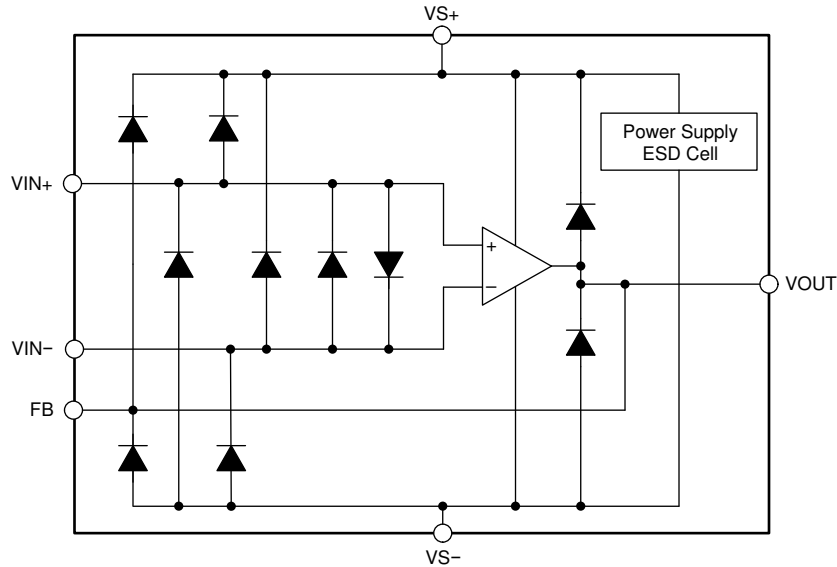 VS+
Power Supply
ESD Cell
VIN+
+
−
VOUT
VIN−
FB
VS−